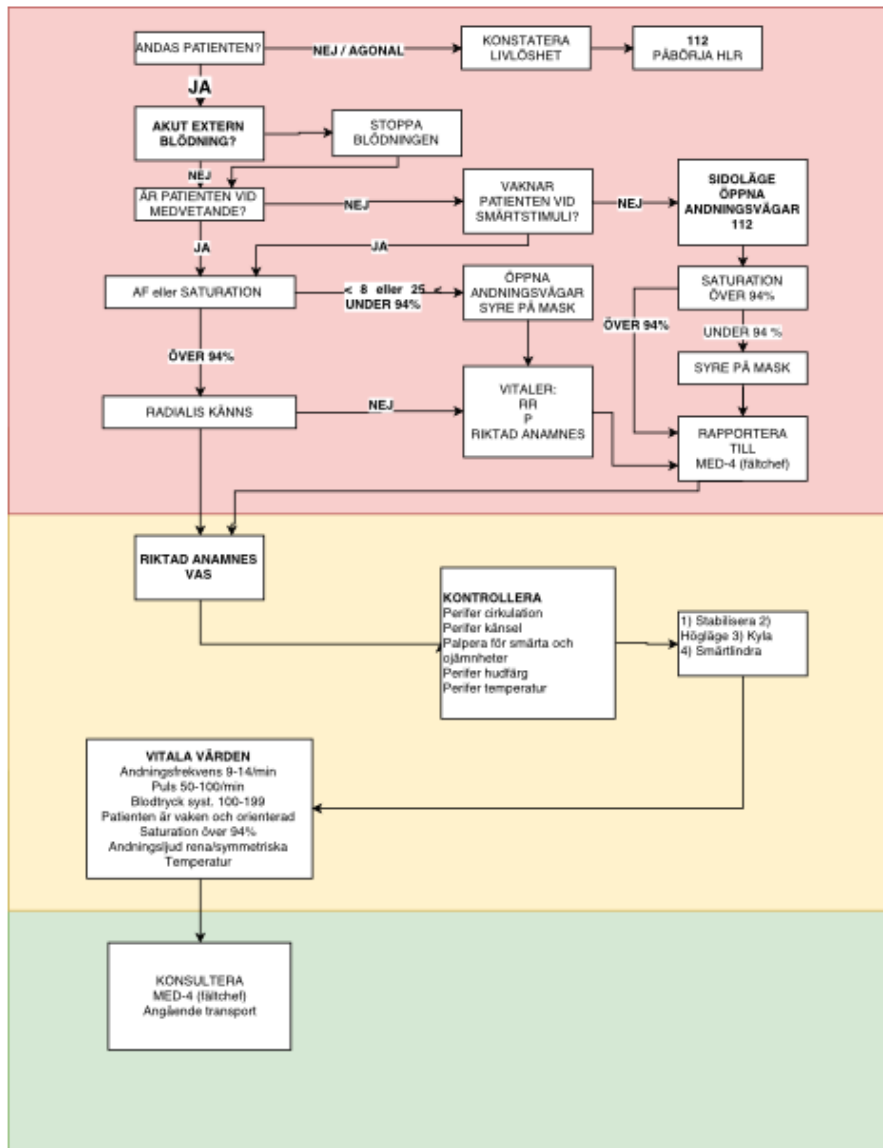 ANDAS PATIENTEN?
NEJ / AGONAL
KONSTATERA
LIVLÖSHET
112
PÅBÖRJA HLR
JA
AKUT EXTERN
BLÖDNING?
STOPPA
BLÖDNINGEN
NEJ
ÄR PATIENTEN VID
MEDVETANDE?
NEJ
VAKNAR
PATIENTEN VID
SMÄRTSTIMULI?
NEJ
SIDOLÄGE
ÖPPNA
ANDNINGSVÄGAR
112
JA
JA
AF eller SATURATION
< 8 eller 25 <
UNDER 94%
ÖPPNA
ANDNINGSVÄGAR
SYRE PÅ MASK
SATURATION
ÖVER 94%
ÖVER 94%
UNDER 94 %
SYRE PÅ MASK
ÖVER 94%
RADIALIS KÄNNS
NEJ
VITALER:
RR
P
RIKTAD ANAMNES
RAPPORTERA
TILL
MED-4 (fältchef)
RIKTAD ANAMNES
VAS
KONTROLLERA
Perifer cirkulation
Perifer känsel
Palpera för smärta och
ojämnheter
Perifer hudfärg
Perifer temperatur
1) Stabilisera 2)
Högläge 3) Kyla
4) Smärtlindra
VITALA VÄRDEN
Andningsfrekvens 9-14/min
Puls 50-100/min
Blodtryck syst. 100-199
Patienten är vaken och orienterad
Saturation över 94%
Andningsljud rena/symmetriska
Temperatur
KONSULTERA
MED-4 (fältchef)
Angående transport